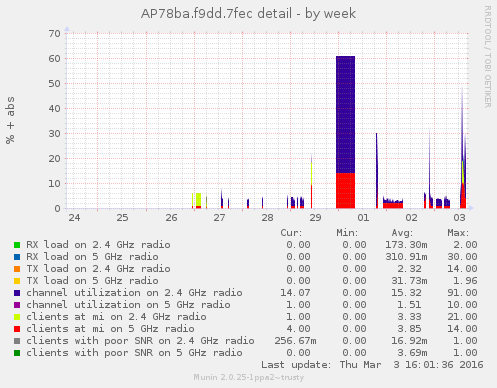 AP78ba.f9dd.7fec detail - by week
RRDTOOL / TOBI OETIKER
% + abs
70
60
50
40
30
20
10
0
24 25 26 27 28 29 01 02 03
Cur: Min: Avg: Max:
RX load on 2.4 GHz radio 0.00 0.00 173.30m 2.00
RX load on 5 GHz radio 0.00 0.00 310.91m 30.00
TX load on 2.4 GHz radio 0.00 0.00 2.32 14.00
TX load on 5 GHz radio 0.00 0.00 31.73m 1.96
channel utilization on 2.4 GHz radio 14.07 0.00 15.32 91.00
channel utilization on 5 GHz radio 1.00 0.00 1.51 10.00
clients at mi on 2.4 GHz radio 1.00 0.00 3.33 21.00
clients at mi on 5 GHz radio 4.00 0.00 3.85 14.00
clients with poor SNR on 2.4 GHz radio 256.67m 0.00 16.92m 1.00
clients with poor SNR on 5 GHz radio 0.00 0.00 3.69m 1.00
Last update: Thu Mar 3 16:01:36 2016
Munin 2.0.25-1ppa2~trusty